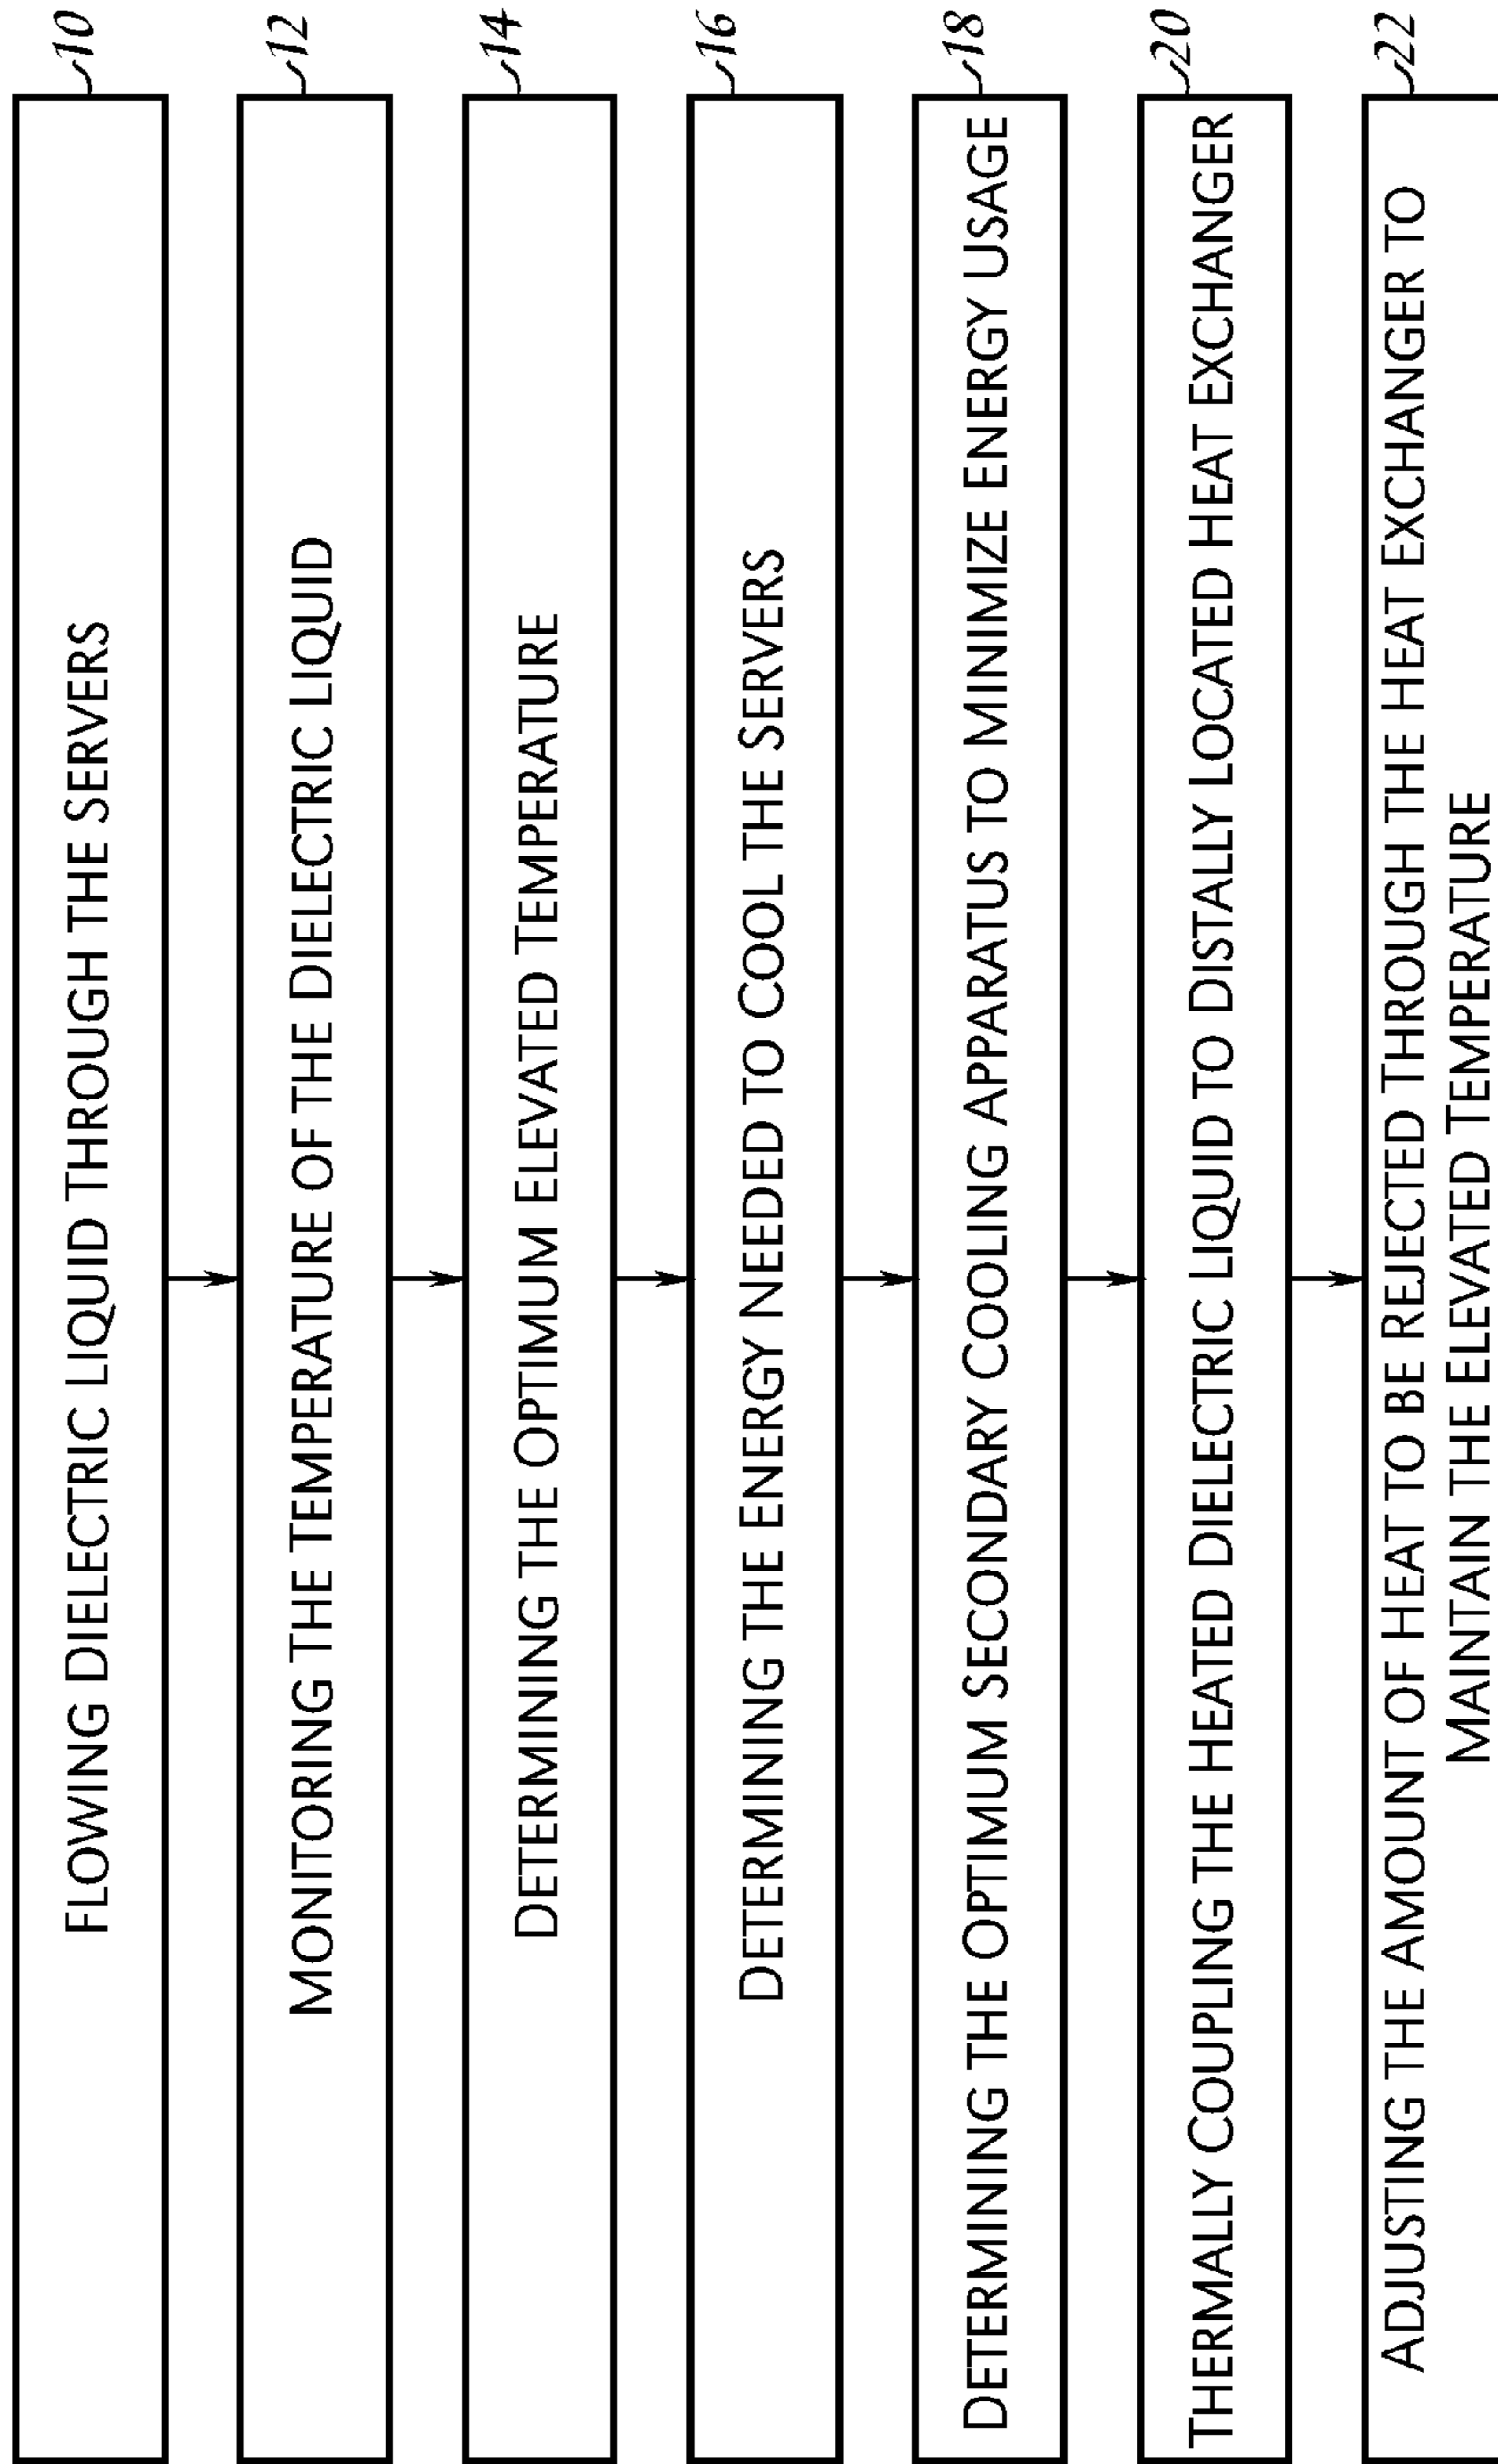 FLOWING DIELECTRIC LIQUID THROUGH THE SERVERS
10
MONITORING THE TEMPERATURE OF THE DIELECTRIC LIQUID
12
DETERMINING THE OPTIMUM ELEVATED TEMPERATURE
14
DETERMINING THE ENERGY NEEDED TO COOL THE SERVERS
16
DETERMINING THE OPTIMUM SECONDARY COOLING APPARATUS TO MINIMIZE ENERGY USAGE
18
THERMALLY COUPLING THE HEATED DIELECTRIC LIQUID TO DISTALLY LOCATED HEAT EXCHANGER
20
ADJUSTING THE AMOUNT OF HEAT TO BE REJECTED THROUGH THE HEAT EXCHANGER TO
MAINTAIN THE ELEVATED TEMPERATURE
22